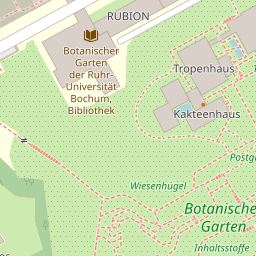 RUBION
Botanischer
Garten
der Ruhr-
Universität
Bochum,
Bibliothek
Tropenhaus
Kakteenhaus
Wiesenhügel
Botanische
Garten
Inhaltsstoffe